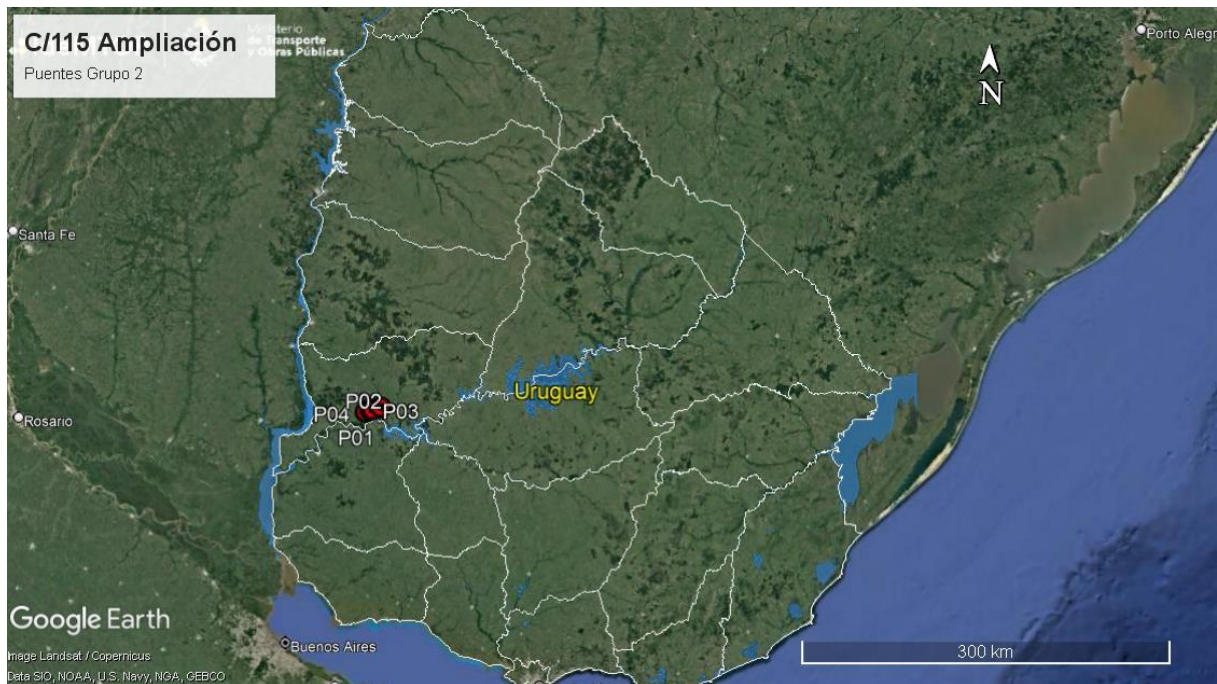 C/115 Ampliación
Puentes Grupo 2
Ministerio
de Transporte
y Obras Públicas
N
Porto Alegr
Santa Fe
Rosario
Uruguay
P02
P04
P03
P01
Buenos Aires
Google Earth
300 km
Image Landsat / Copernicus
Data SIO, NOAA, U.S. Navy, NGA, GEBCO